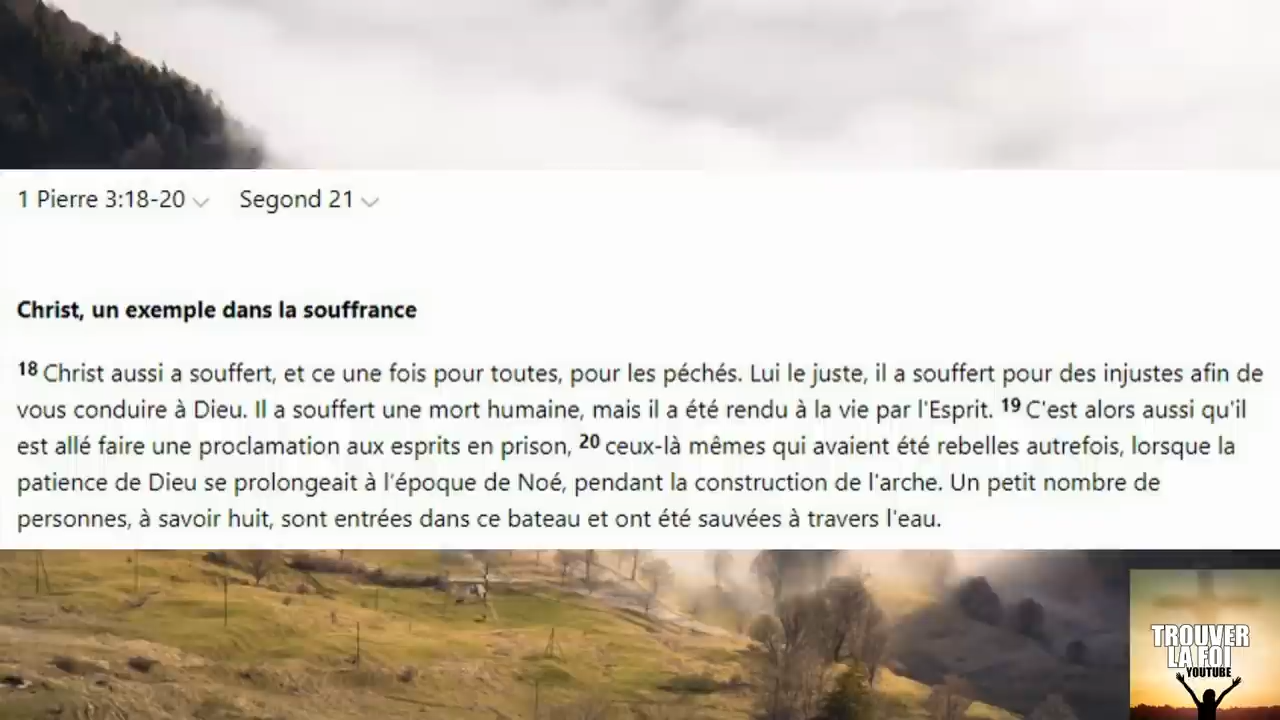 1 Pierre 3:18-20 Segond 21
Christ, un exemple dans la souffrance
18 Christ aussi a souffert, et ce une fois pour toutes, pour les péchés. Lui le juste, il a souffert pour des injustes afin de
vous conduire à Dieu. Il a souffert une mort humaine, mais il a été rendu à la vie par l'Esprit. 19 C'est alors aussi qu'il
est allé faire une proclamation aux esprits en prison, 20 ceux-là mêmes qui avaient été rebelles autrefois, lorsque la
patience de Dieu se prolongeait à l'époque de Noé, pendant la construction de l'arche. Un petit nombre de
personnes, à savoir huit, sont entrées dans ce bateau et ont été sauvées à travers l'eau.
TROUVER
LA FOI
YOUTUBE